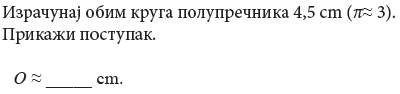 Израчунај обим круга полупречника 4,5 cm (π≈ 3).
Прикажи поступак.
O ≈ _____ cm.